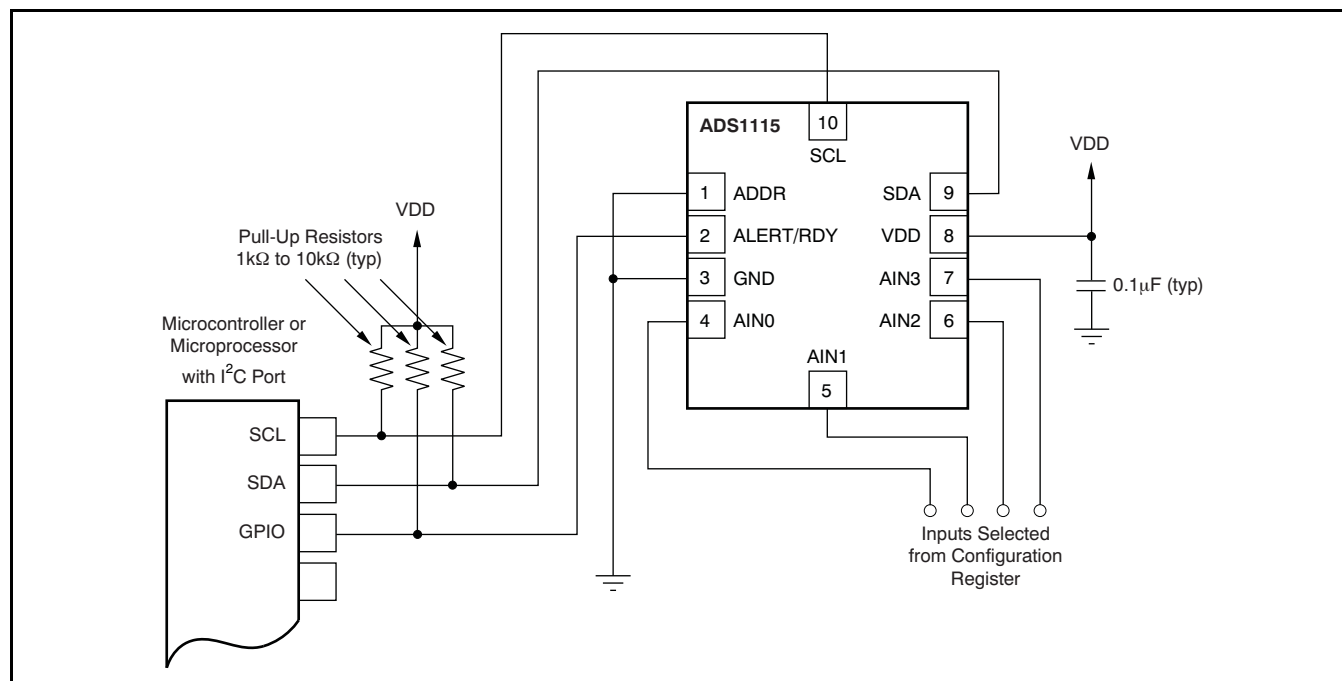 ADS1115
10
SCL
1
ADDR
2
ALERT/RDY
3
GND
4
AIN0
AIN1
5
SDA
9
VDD
8
AIN3
7
AIN2
6
VDD
0.1μF (typ)
VDD
Pull-Up Resistors
1kΩ to 10kΩ (typ)
Microcontroller or
Microprocessor
with I²C Port
SCL
SDA
GPIO
Inputs Selected
from Configuration
Register